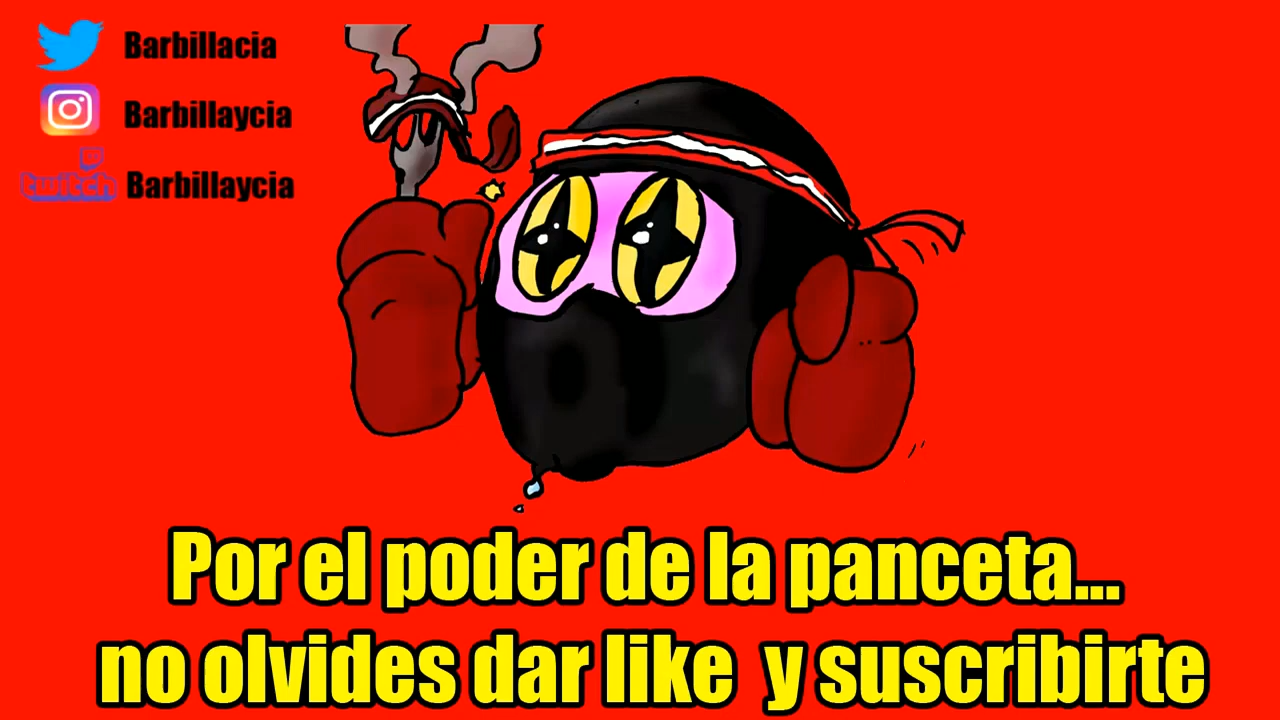 Barbillacia
Barbillaycia
twitch Barbillaycia
Por el poder de la panceta...
no olvides dar like y suscribirte